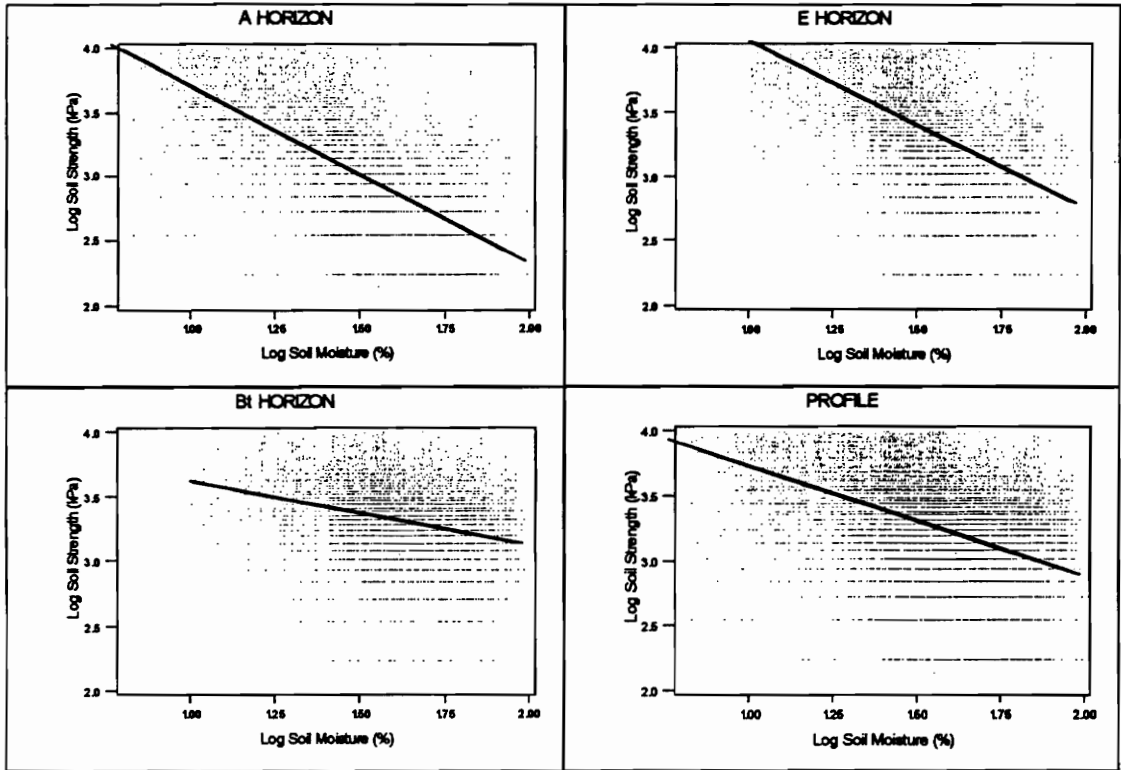 A HORIZON
4.0
3.5
3.0
2.5
2.0
Log Soil Strength (kPa)
1.00 1.25 1.50 1.75 2.00
Log Soil Moisture (%)
E HORIZON
4.0
3.5
3.0
2.5
2.0
Log Soil Strength (kPa)
1.00 1.25 1.50 1.75 2.00
Log Soil Moisture (%)
Bt HORIZON
4.0
3.5
3.0
2.5
2.0
Log Soil Strength (kPa)
1.00 1.25 1.50 1.75 2.00
Log Soil Moisture (%)
PROFILE
4.0
3.5
3.0
2.5
2.0
Log Soil Strength (kPa)
1.00 1.25 1.50 1.75 2.00
Log Soil Moisture (%)